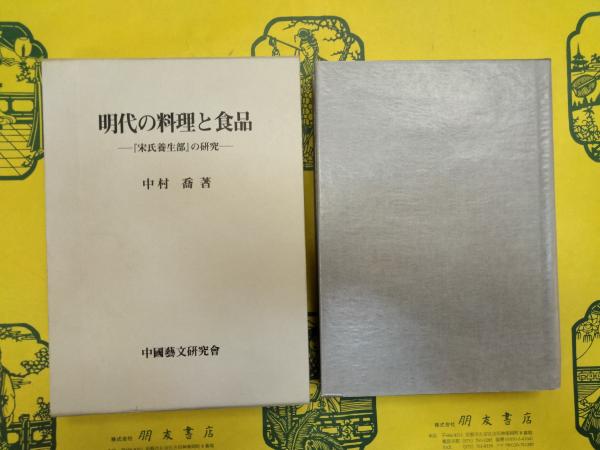 明代の料理と食品
―『宋氏養生部』の研究―
中村 喬 著
中國藝文研究會
株式会社 朋友書店
株式会社 朋友書店